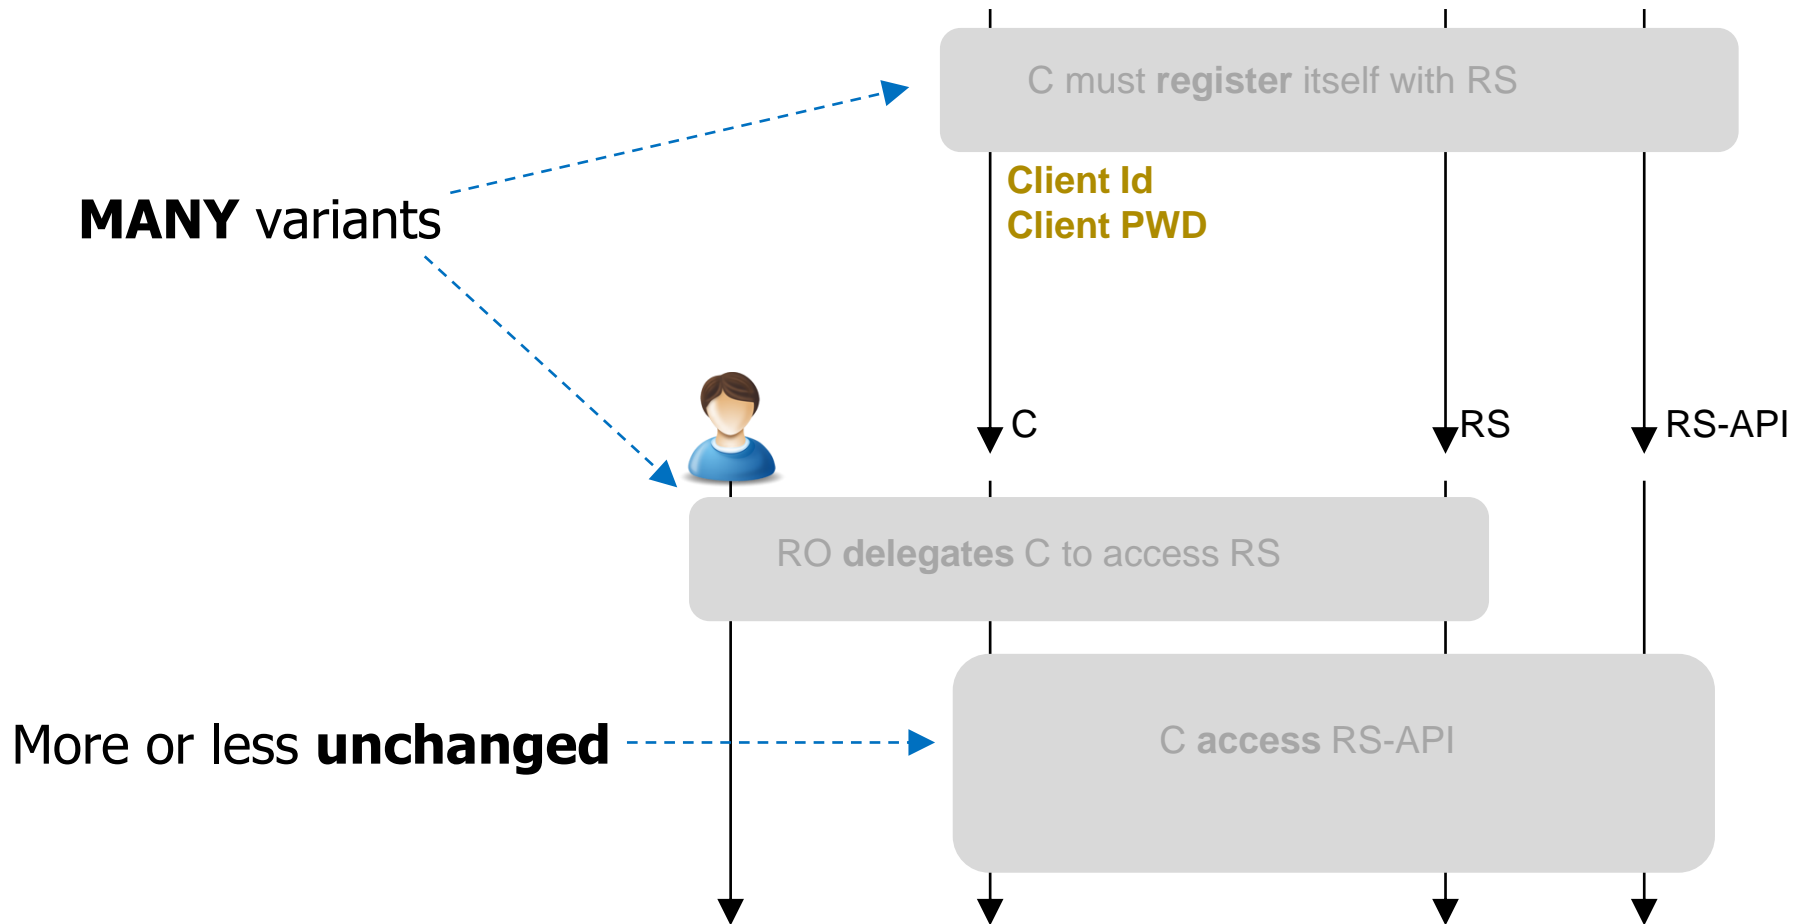 C must register itself with RS
Client Id
Client PWD
MANY variants
C
RS
RS-API
RO delegates C to access RS
More or less unchanged
C access RS-API